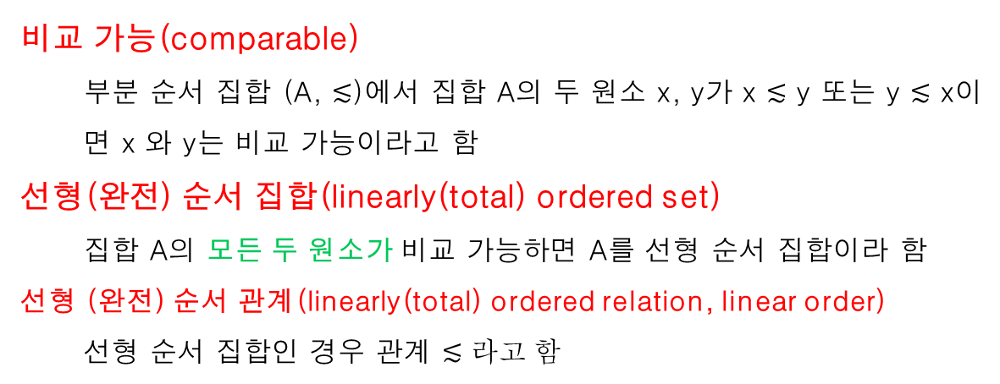 비교 가능(comparable)
부분 순서 집합 (A, ≲)에서 집합 A의 두 원소 x, y가 x ≲ y 또는 y ≲ x이
면 x 와 y는 비교 가능이라고 함
선형(완전) 순서 집합(linearly(total) ordered set)
집합 A의 모든 두 원소가 비교 가능하면 A를 선형 순서 집합이라 함
선형 (완전) 순서 관계(linearly(total) ordered relation, linear order)
선형 순서 집합인 경우 관계 ≲ 라고 함